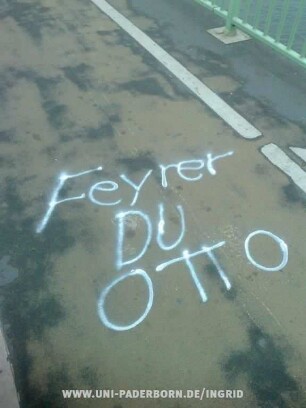 Feyrer
DU
OTTO
WWW.UNI-PADERBORN.DE/INGRID